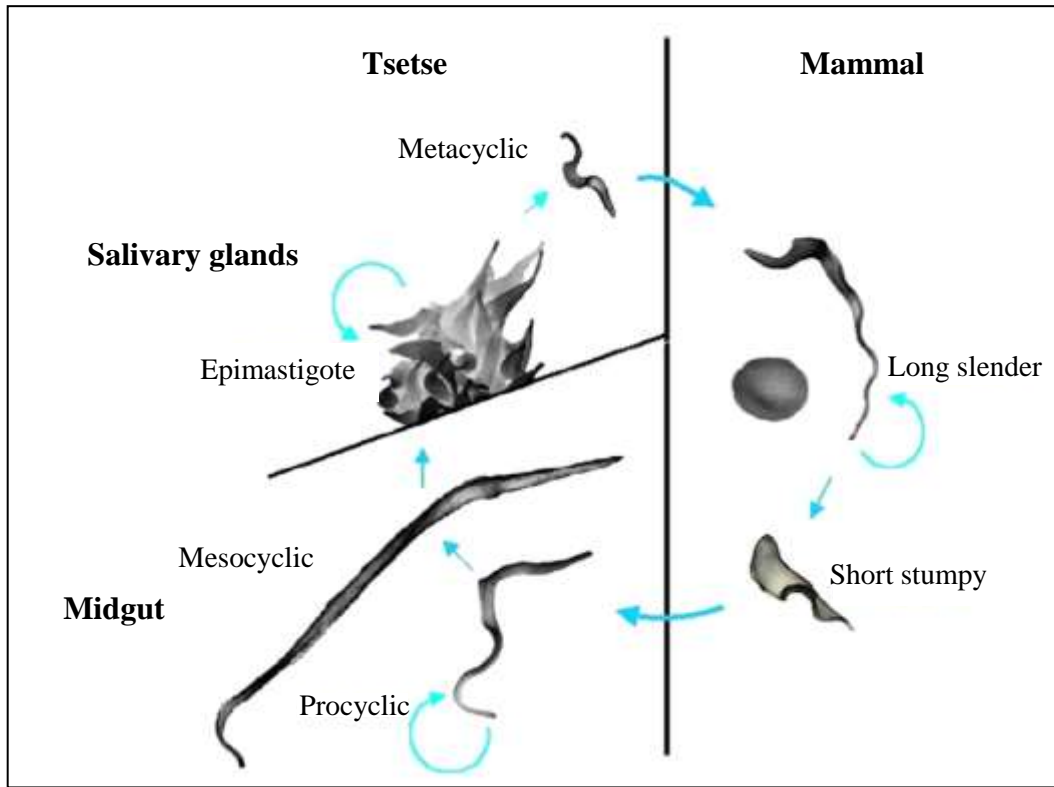 Tsetse
Mammal
Metacyclic
Salivary glands
Epimastigote
Long slender
Mesocyclic
Short stumpy
Midgut
Procyclic